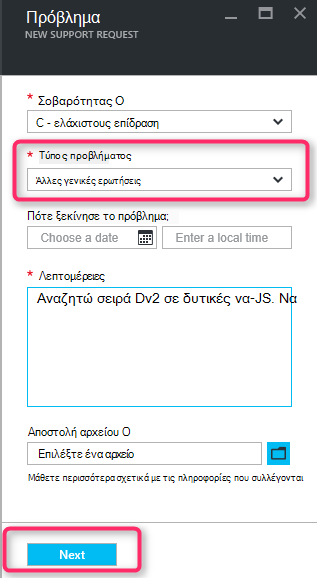 Πρόβλημα
NEW SUPPORT REQUEST
* Σοβαρότητας Ο
C - ελάχιστους επίδραση
* Τύπος προβλήματος
Άλλες γενικές ερωτήσεις
Πότε ξεκίνησε το πρόβλημα;
Choose a date Enter a local time
* Λεπτομέρειες
Αναζητώ σειρά Dv2 σε δυτικές να-JS. Να
Αποστολή αρχείου Ο
Επιλέξτε ένα αρχείο
Μάθετε περισσότερα σχετικά με τις πληροφορίες που συλλέγονται
Next